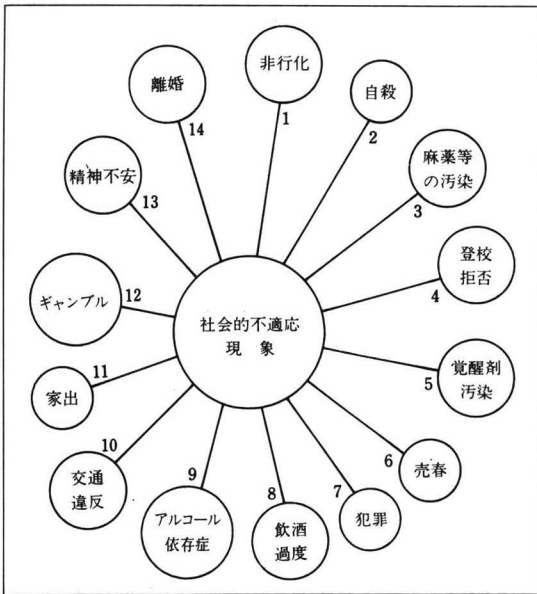 社会的不適応
現象
非行化
1
自殺
2
麻薬等
の汚染
3
登校
拒否
4
覚醒剤
汚染
5
売春
6
犯罪
7
飲酒
過度
8
アルコール
依存症
9
交通
違反
10
家出
11
ギャンブル
12
精神不安
13
離婚
14